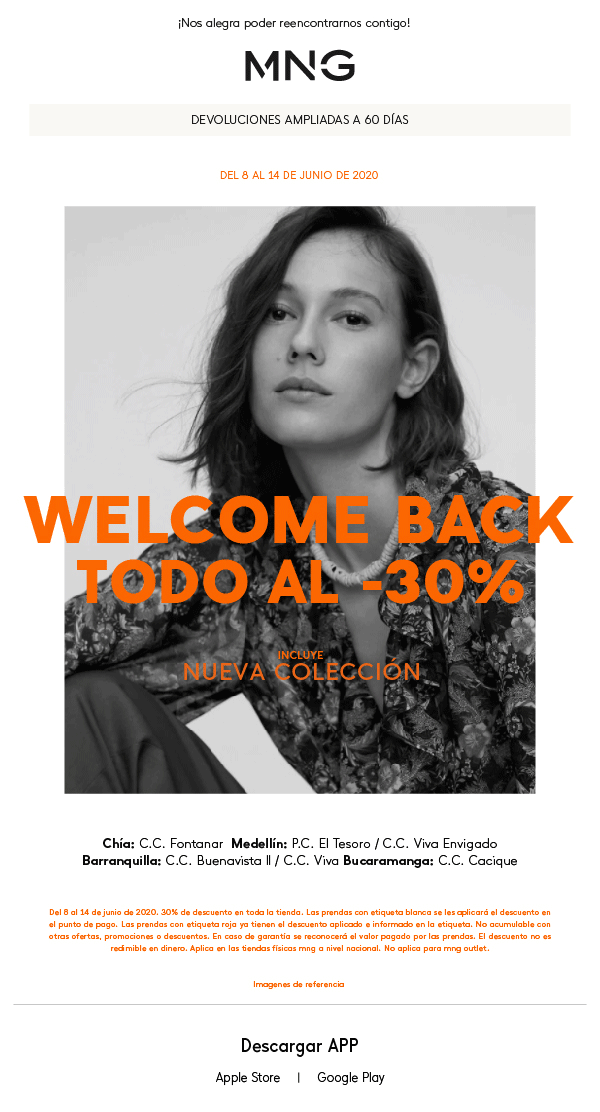 ¡Nos alegra poder reencontrarnos contigo!
MNG
DEVOLUCIONES AMPLIADAS A 60 DÍAS
DEL 8 AL 14 DE JUNIO DE 2020
WELCOME BACK
TODO AL -30%
INCLUYE
NUEVA COLECCIÓN
Chía: C.C. Fontanar Medellín: P.C. El Tesoro / C.C. Viva Envigado
Barranquilla: C.C. Buenavista II / C.C. Viva Bucaramanga: C.C. Cacique
Del 8 al 14 de junio de 2020. 30% de descuento en toda la tienda. Las prendas con etiqueta blanca se les aplicará el descuento en
el punto de pago. Las prendas con etiqueta roja ya tienen el descuento aplicado e informado en la etiqueta. No acumulable con
otras ofertas, promociones o descuentos. En caso de garantía se reconocerá el valor pagado por las prendas. El descuento no es
redimible en dinero. Aplica en las tiendas físicas mng a nivel nacional. No aplica para mng outlet.
Imagenes de referencia
Descargar APP
Apple Store | Google Play